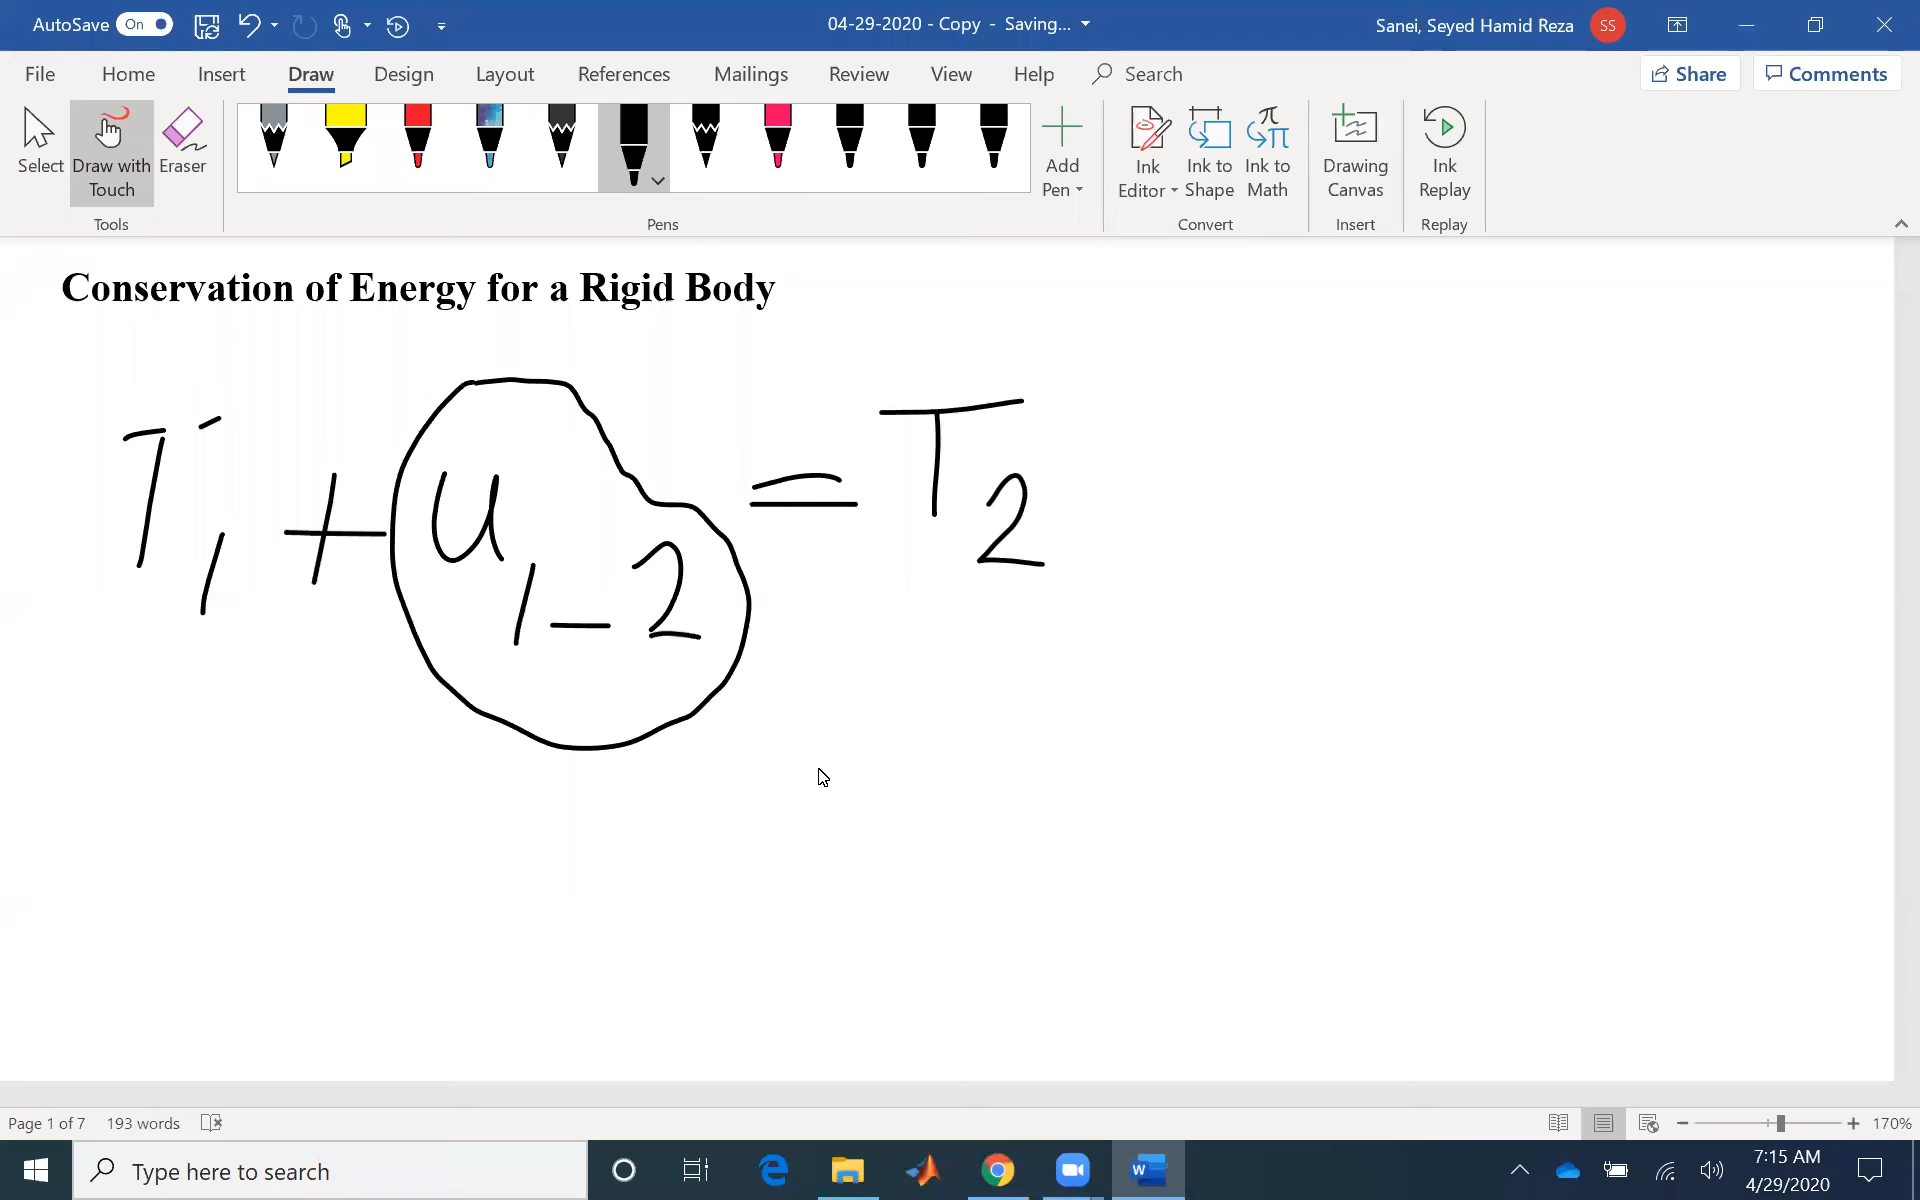 AutoSave On 04-29-2020 - Copy - Saving... Sanei, Seyed Hamid Reza SS
File Home Insert Draw Design Layout References Mailings Review View Help Search Share Comments
Select Draw with Touch Eraser Add Pen Ink Editor Ink to Shape Ink to Math Drawing Canvas Ink Replay
Tools Pens Convert Insert Replay
Conservation of Energy for a Rigid Body
T₁ + U₁₋₂ = T₂
Page 1 of 7 193 words 170%
Type here to search 7:15 AM
4/29/2020